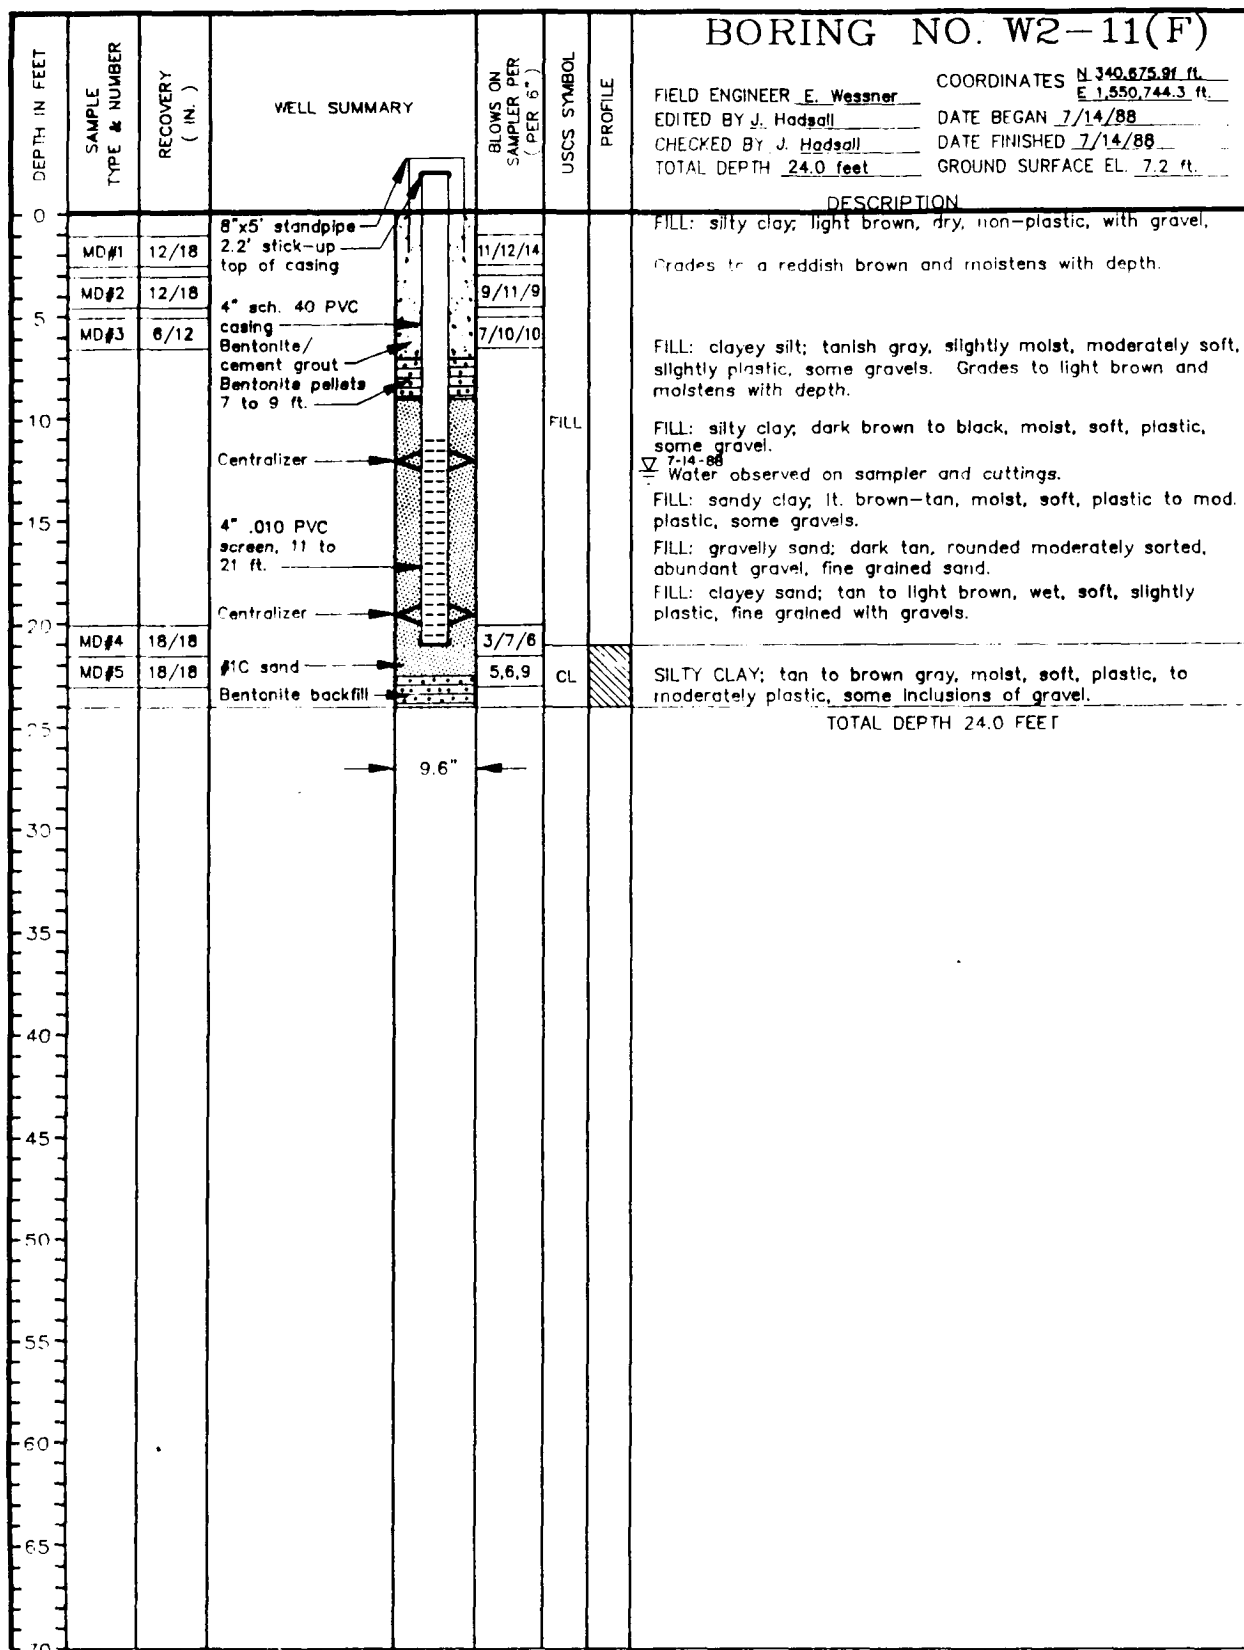 BORING NO. W2-11(F)
DEPTH IN FEET
SAMPLE
TYPE & NUMBER
RECOVERY
( IN. )
WELL SUMMARY
BLOWS ON
SAMPLER PER
( PER 6" )
USCS SYMBOL
PROFILE
FIELD ENGINEER E. Wessner
EDITED BY J. Hadsall
CHECKED BY J. Hadsall
TOTAL DEPTH 24.0 feet
COORDINATES N 340,675.91 ft.
E 1,550,744.3 ft.
DATE BEGAN 7/14/88
DATE FINISHED 7/14/88
GROUND SURFACE EL. 7.2 ft.
DESCRIPTION
0
5
10
15
20
25
30
35
40
45
50
55
60
65
70
MD#1 12/18
MD#2 12/18
MD#3 6/12
MD#4 18/18
MD#5 18/18
8"x5' standpipe
2.2' stick-up
top of casing
4" sch. 40 PVC
casing
Bentonite/
cement grout
Bentonite pellets
7 to 9 ft.
Centralizer
4" .010 PVC
screen, 11 to
21 ft.
Centralizer
#1C sand
Bentonite backfill
9.6"
11/12/14
9/11/9
7/10/10
3/7/6
5,6,9
FILL
CL
FILL: silty clay; light brown, dry, non-plastic, with gravel.
Grades to a reddish brown and moistens with depth.
FILL: clayey silt; tanish gray, slightly moist, moderately soft,
slightly plastic, some gravels. Grades to light brown and
moistens with depth.
FILL: silty clay; dark brown to black, moist, soft, plastic,
some gravel.
7-14-88
Water observed on sampler and cuttings.
FILL: sandy clay; lt. brown-tan, moist, soft, plastic to mod.
plastic, some gravels.
FILL: gravelly sand; dark tan, rounded moderately sorted,
abundant gravel, fine grained sand.
FILL: clayey sand; tan to light brown, wet, soft, slightly
plastic, fine grained with gravels.
SILTY CLAY; tan to brown gray, moist, soft, plastic, to
moderately plastic, some inclusions of gravel.
TOTAL DEPTH 24.0 FEET